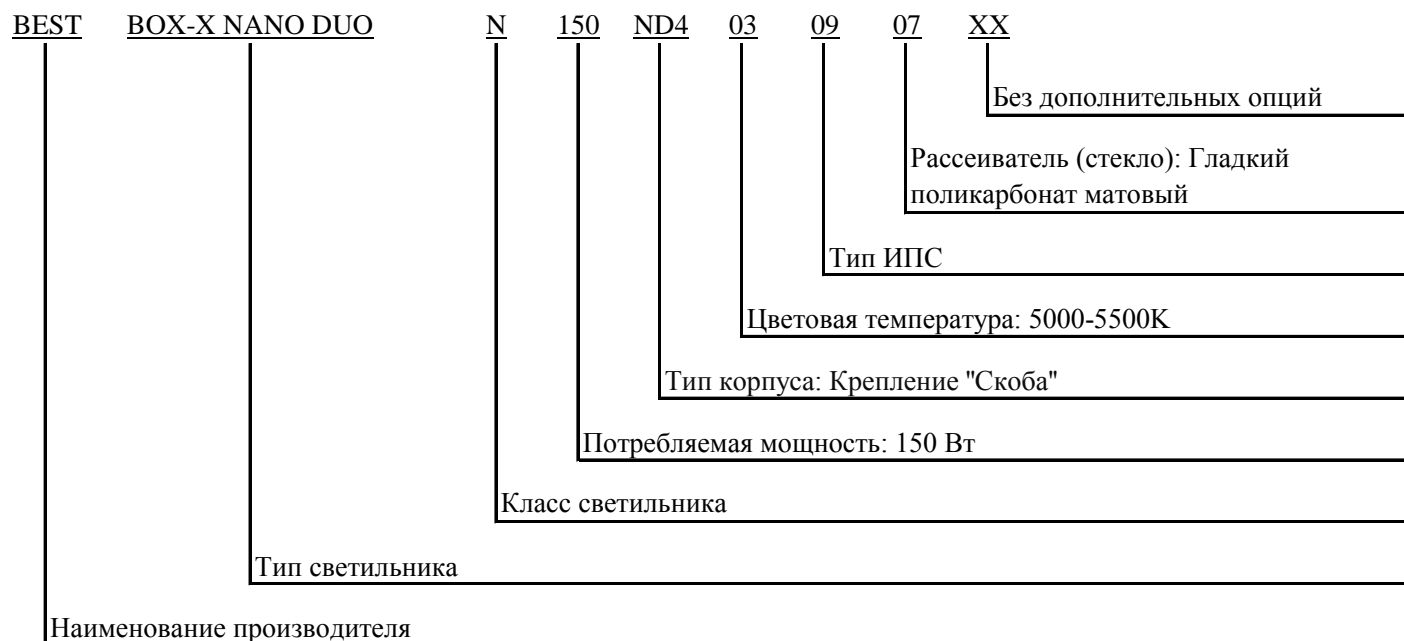 BEST BOX-X NANO DUO N 150 ND4 03 09 07 XX
Без дополнительных опций
Рассеиватель (стекло): Гладкий
поликарбонат матовый
Тип ИПС
Цветовая температура: 5000-5500К
Тип корпуса: Крепление "Скоба"
Потребляемая мощность: 150 Вт
Класс светильника
Тип светильника
Наименование производителя